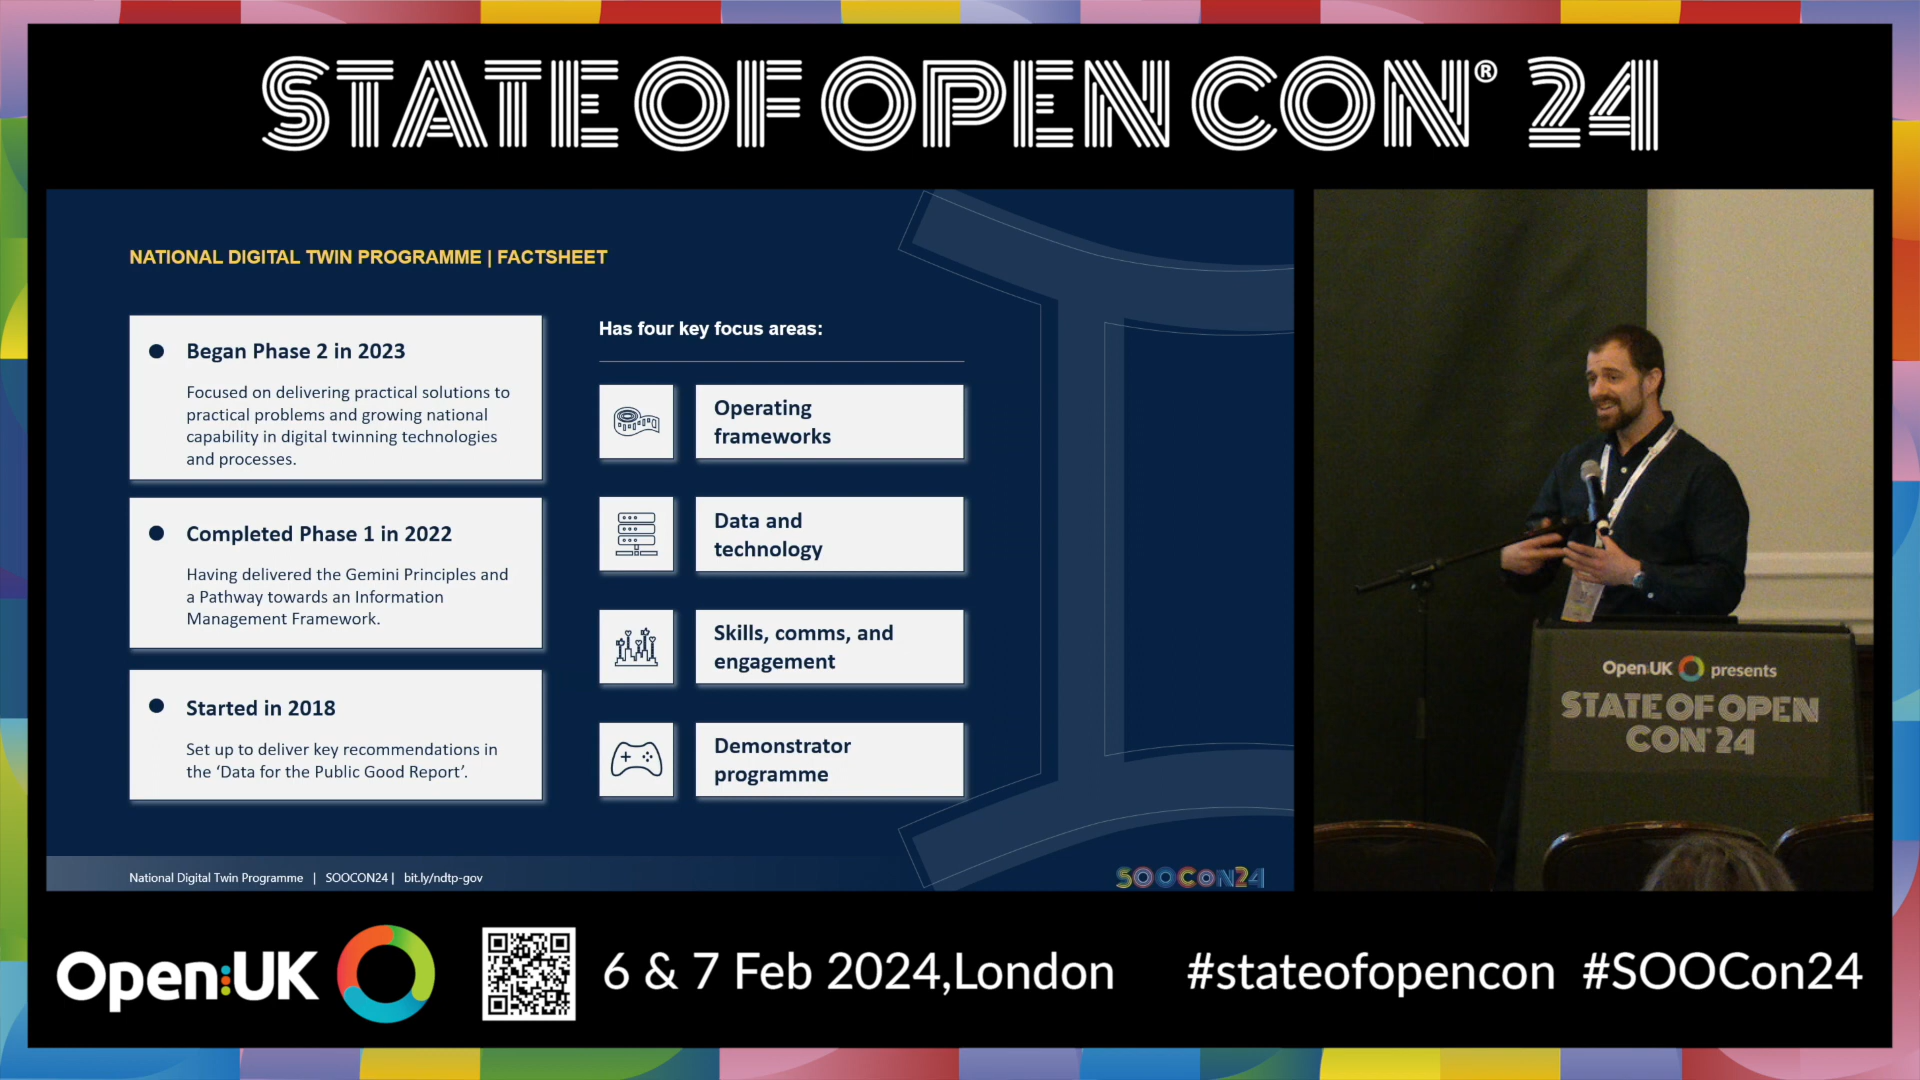 STATE OF OPEN CON® 24
NATIONAL DIGITAL TWIN PROGRAMME | FACTSHEET
Began Phase 2 in 2023
Focused on delivering practical solutions to
practical problems and growing national
capability in digital twinning technologies
and processes.
Completed Phase 1 in 2022
Having delivered the Gemini Principles and
a Pathway towards an Information
Management Framework.
Started in 2018
Set up to deliver key recommendations in
the ‘Data for the Public Good Report’.
Has four key focus areas:
Operating
frameworks
Data and
technology
Skills, comms, and
engagement
Demonstrator
programme
National Digital Twin Programme | SOOCON24 | bit.ly/ndtp-gov
SOOCON24
Open:UK presents
STATE OF OPEN
CON® 24
Open:UK
6 & 7 Feb 2024,London
#stateofopencon #SOOCon24